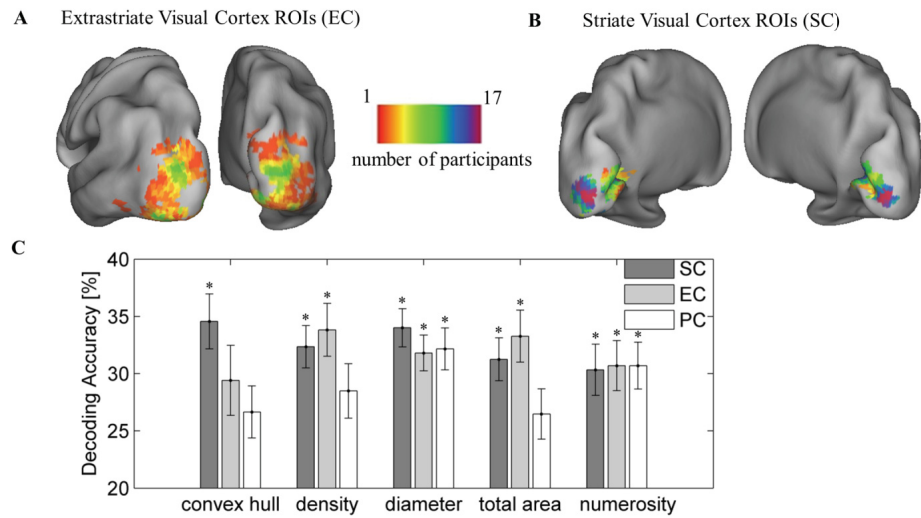 A Extrastriate Visual Cortex ROIs (EC)
B Striate Visual Cortex ROIs (SC)
1 17
number of participants
C
Decoding Accuracy [%]
40
35
30
25
20
SC
EC
PC
*
* *
* * *
* *
* * *
convex hull density diameter total area numerosity